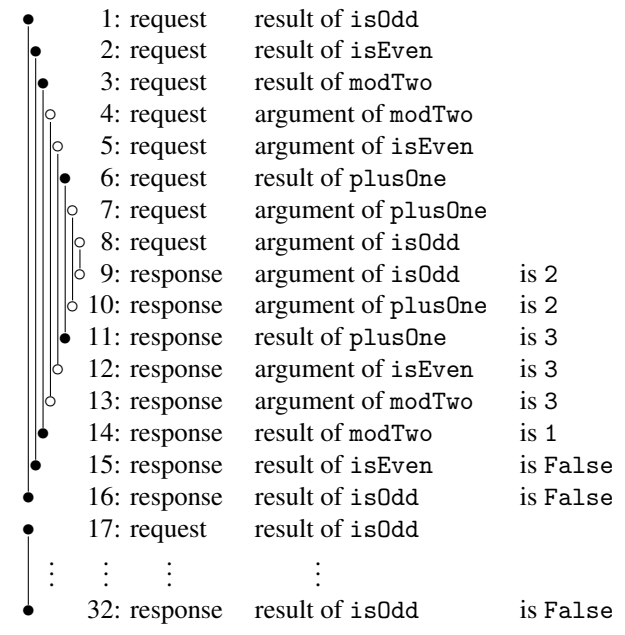 1: request result of isOdd
2: request result of isEven
3: request result of modTwo
4: request argument of modTwo
5: request argument of isEven
6: request result of plusOne
7: request argument of plusOne
8: request argument of isOdd
9: response argument of isOdd is 2
10: response argument of plusOne is 2
11: response result of plusOne is 3
12: response argument of isEven is 3
13: response argument of modTwo is 3
14: response result of modTwo is 1
15: response result of isEven is False
16: response result of isOdd is False
17: request result of isOdd
⋮ ⋮ ⋮ ⋮
32: response result of isOdd is False